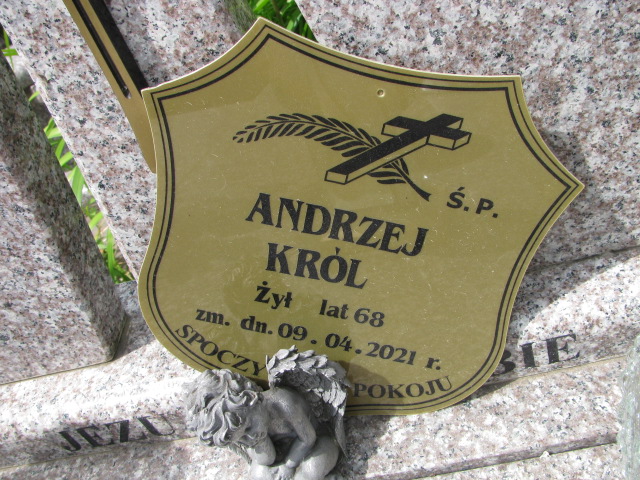 Ś.P.
ANDRZEJ
KRÓL
Żył lat 68
zm. dn. 09.04.2021 r.
SPOCZY POKOJU
JEZU BIE